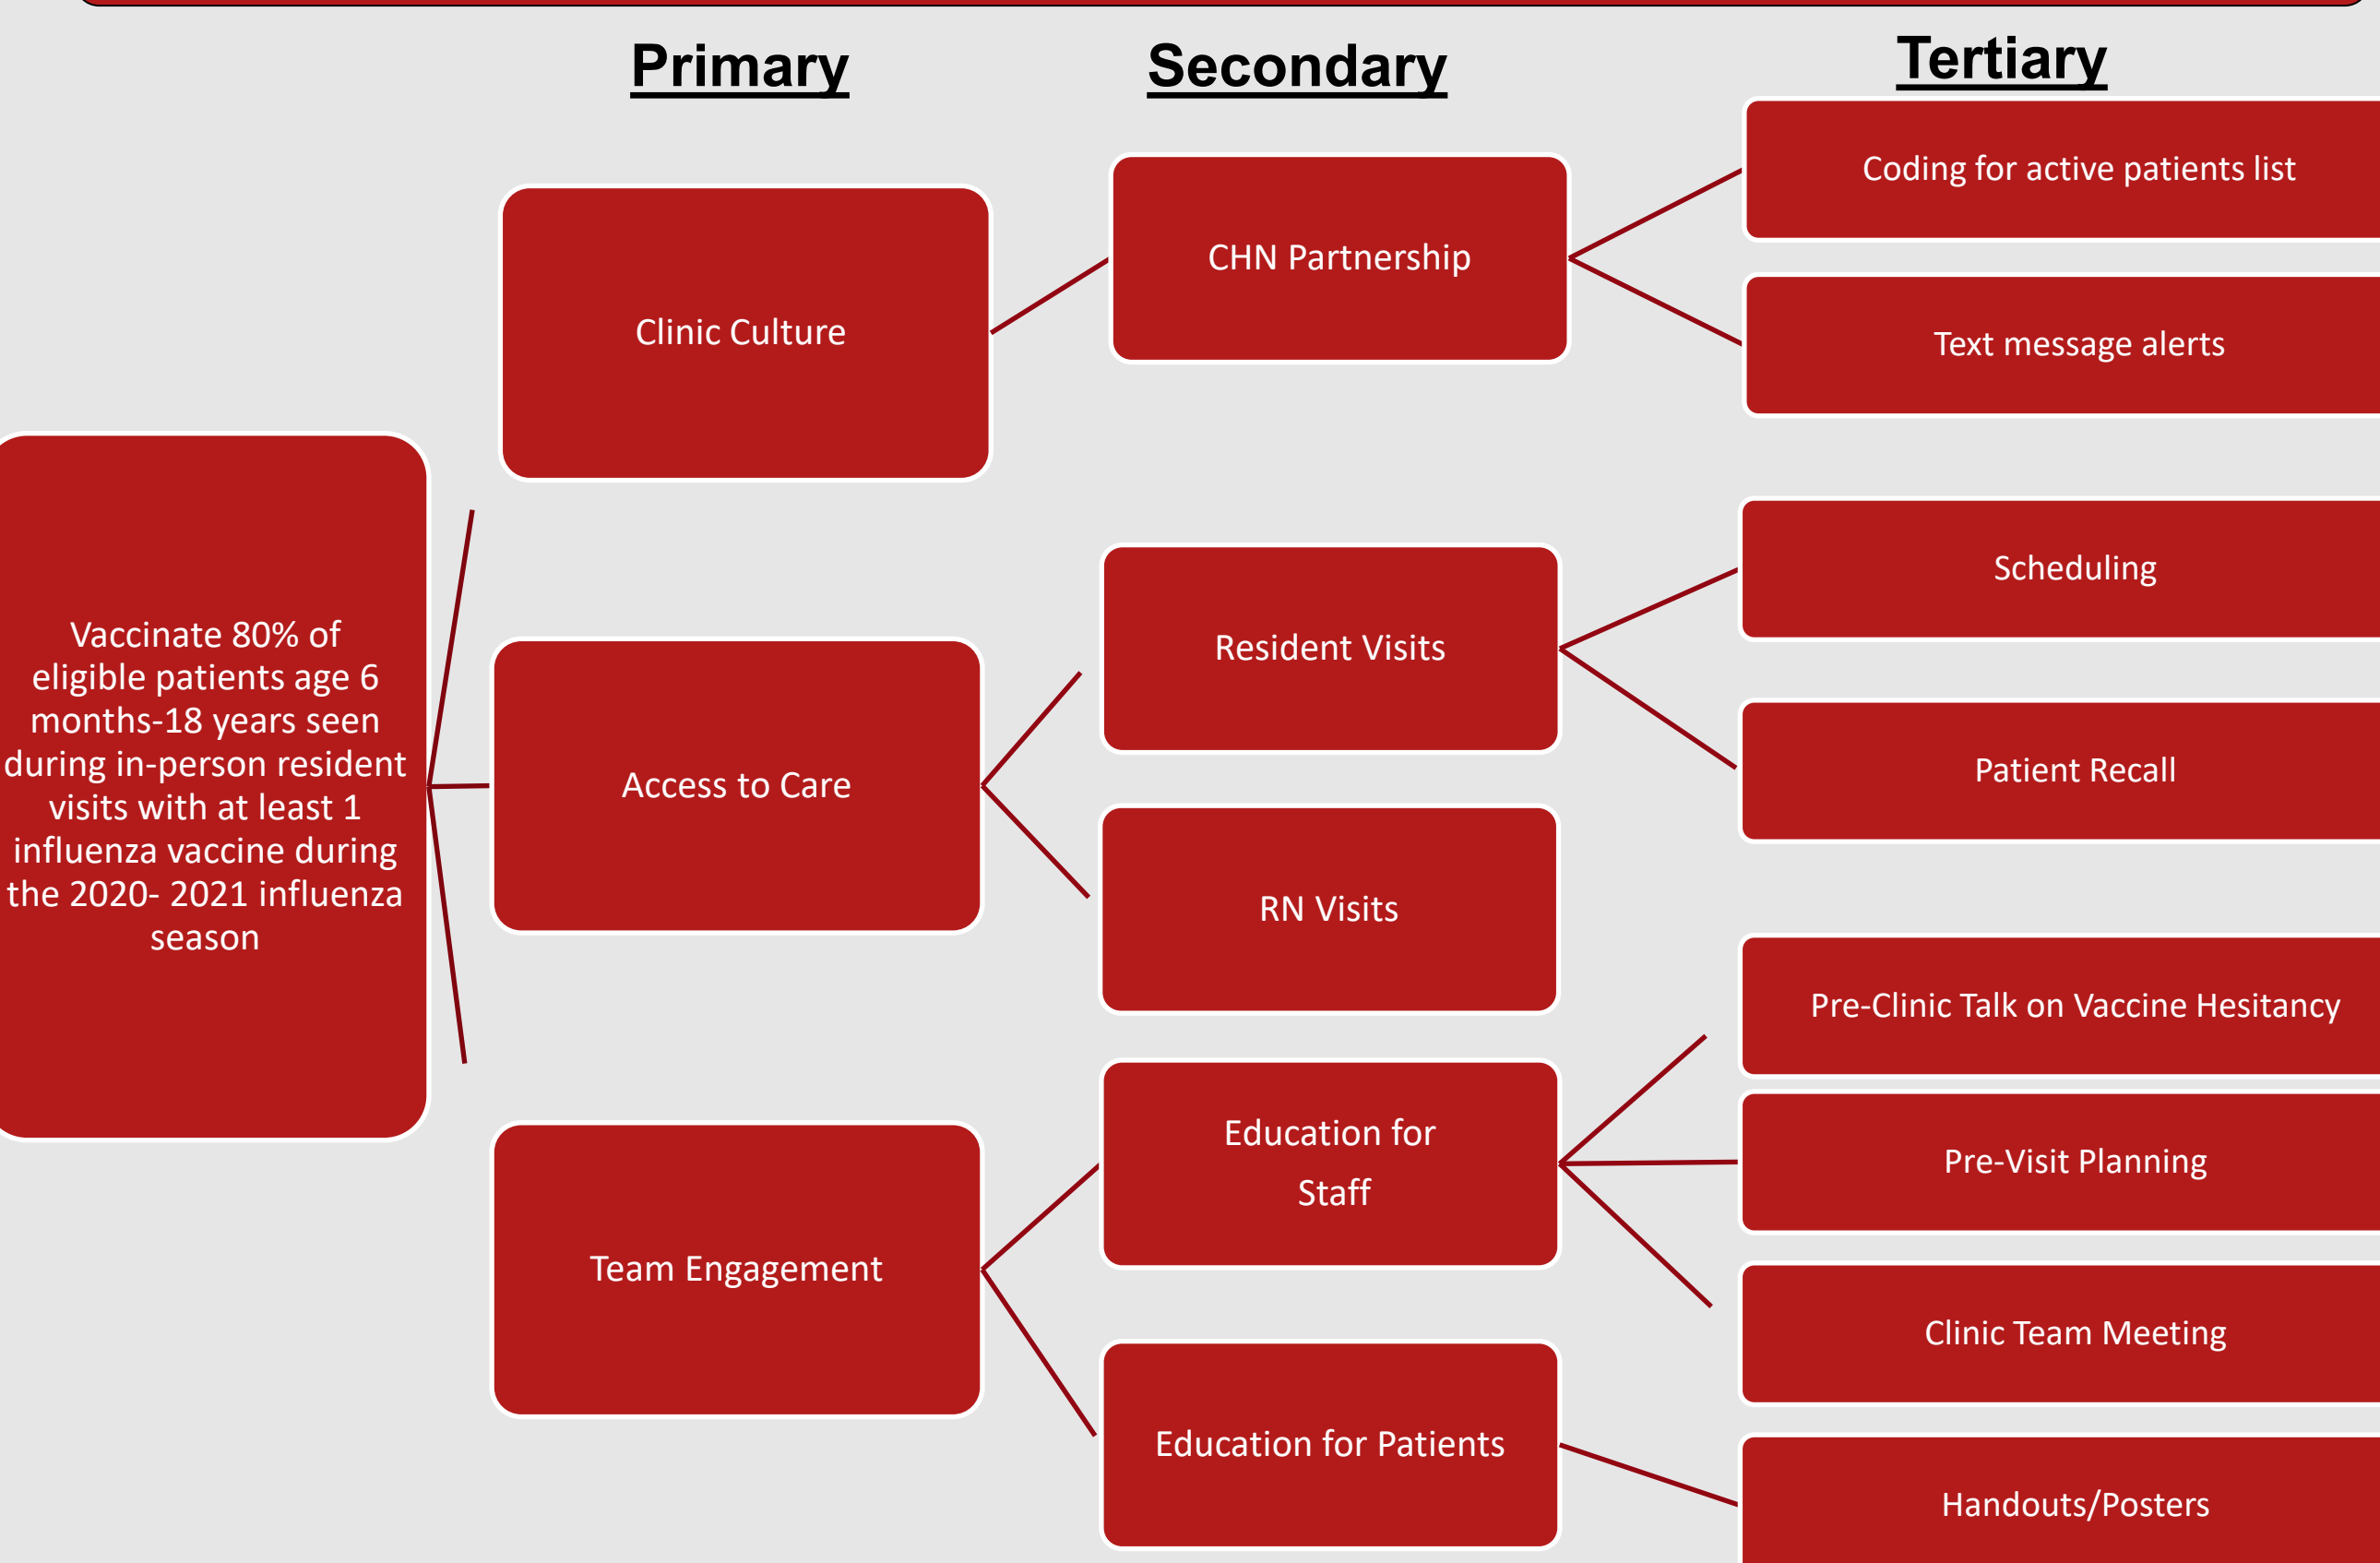 Primary
Secondary
Tertiary
Coding for active patients list
CHN Partnership
Clinic Culture
Text message alerts
Vaccinate 80% of
eligible patients age 6
months-18 years seen
during in-person resident
visits with at least 1
influenza vaccine during
the 2020- 2021 influenza
season
Scheduling
Resident Visits
Patient Recall
Access to Care
RN Visits
Pre-Clinic Talk on Vaccine Hesitancy
Education for
Staff
Pre-Visit Planning
Team Engagement
Clinic Team Meeting
Education for Patients
Handouts/Posters